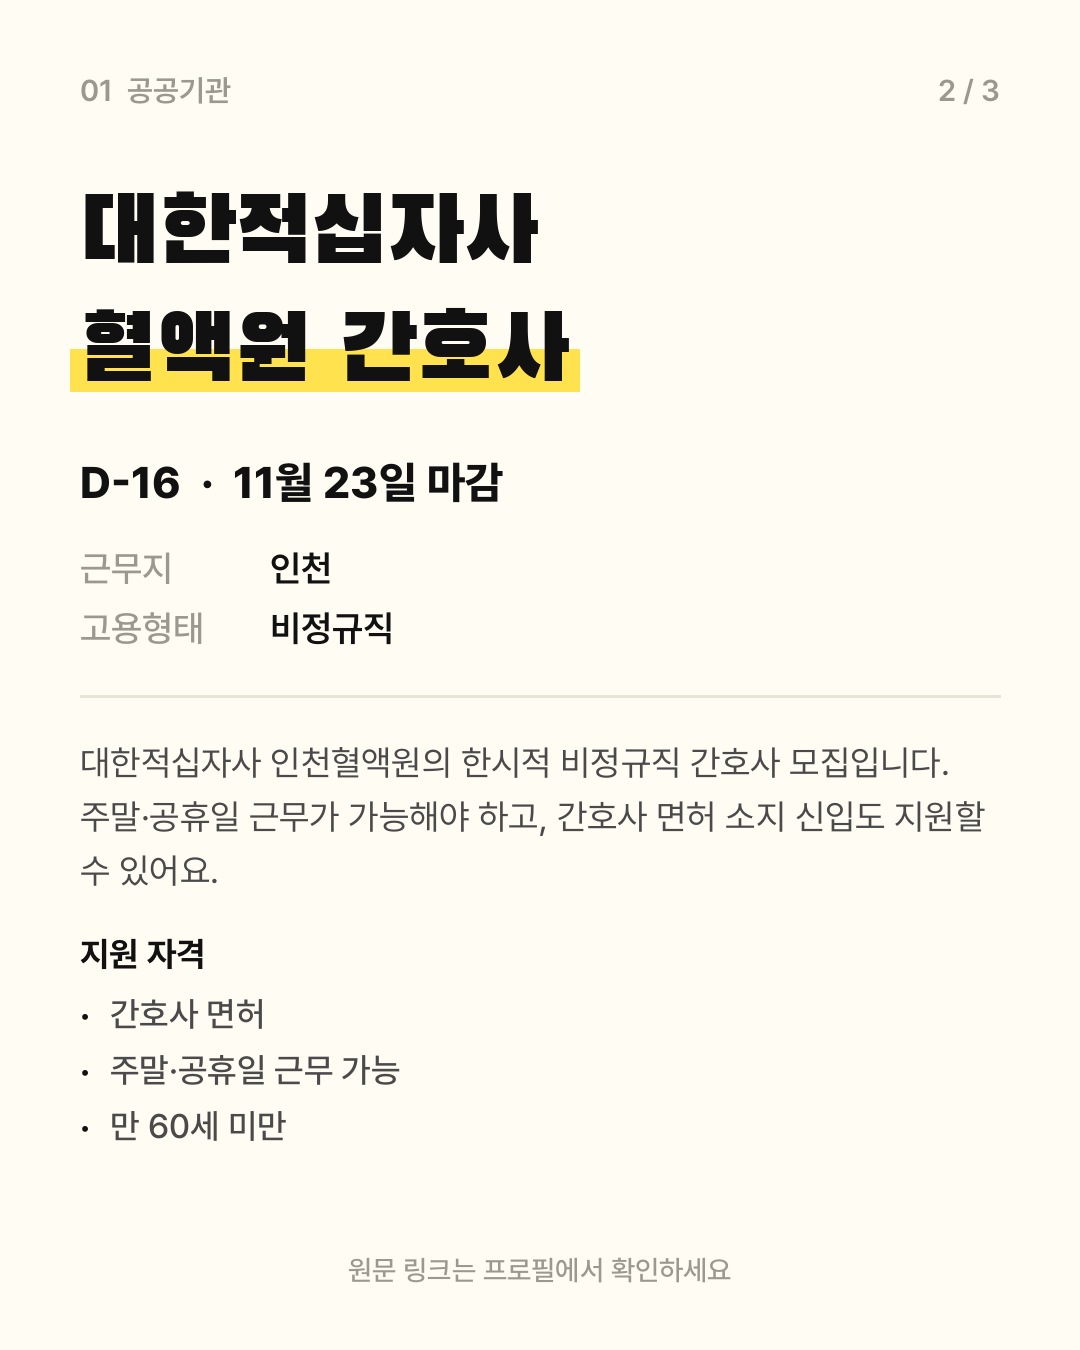 01 공공기관
2 / 3
대한적십자사
혈액원 간호사
D-16 · 11월 23일 마감
근무지 인천
고용형태 비정규직
대한적십자사 인천혈액원의 한시적 비정규직 간호사 모집입니다.
주말·공휴일 근무가 가능해야 하고, 간호사 면허 소지 신입도 지원할
수 있어요.
지원 자격
· 간호사 면허
· 주말·공휴일 근무 가능
· 만 60세 미만
원문 링크는 프로필에서 확인하세요